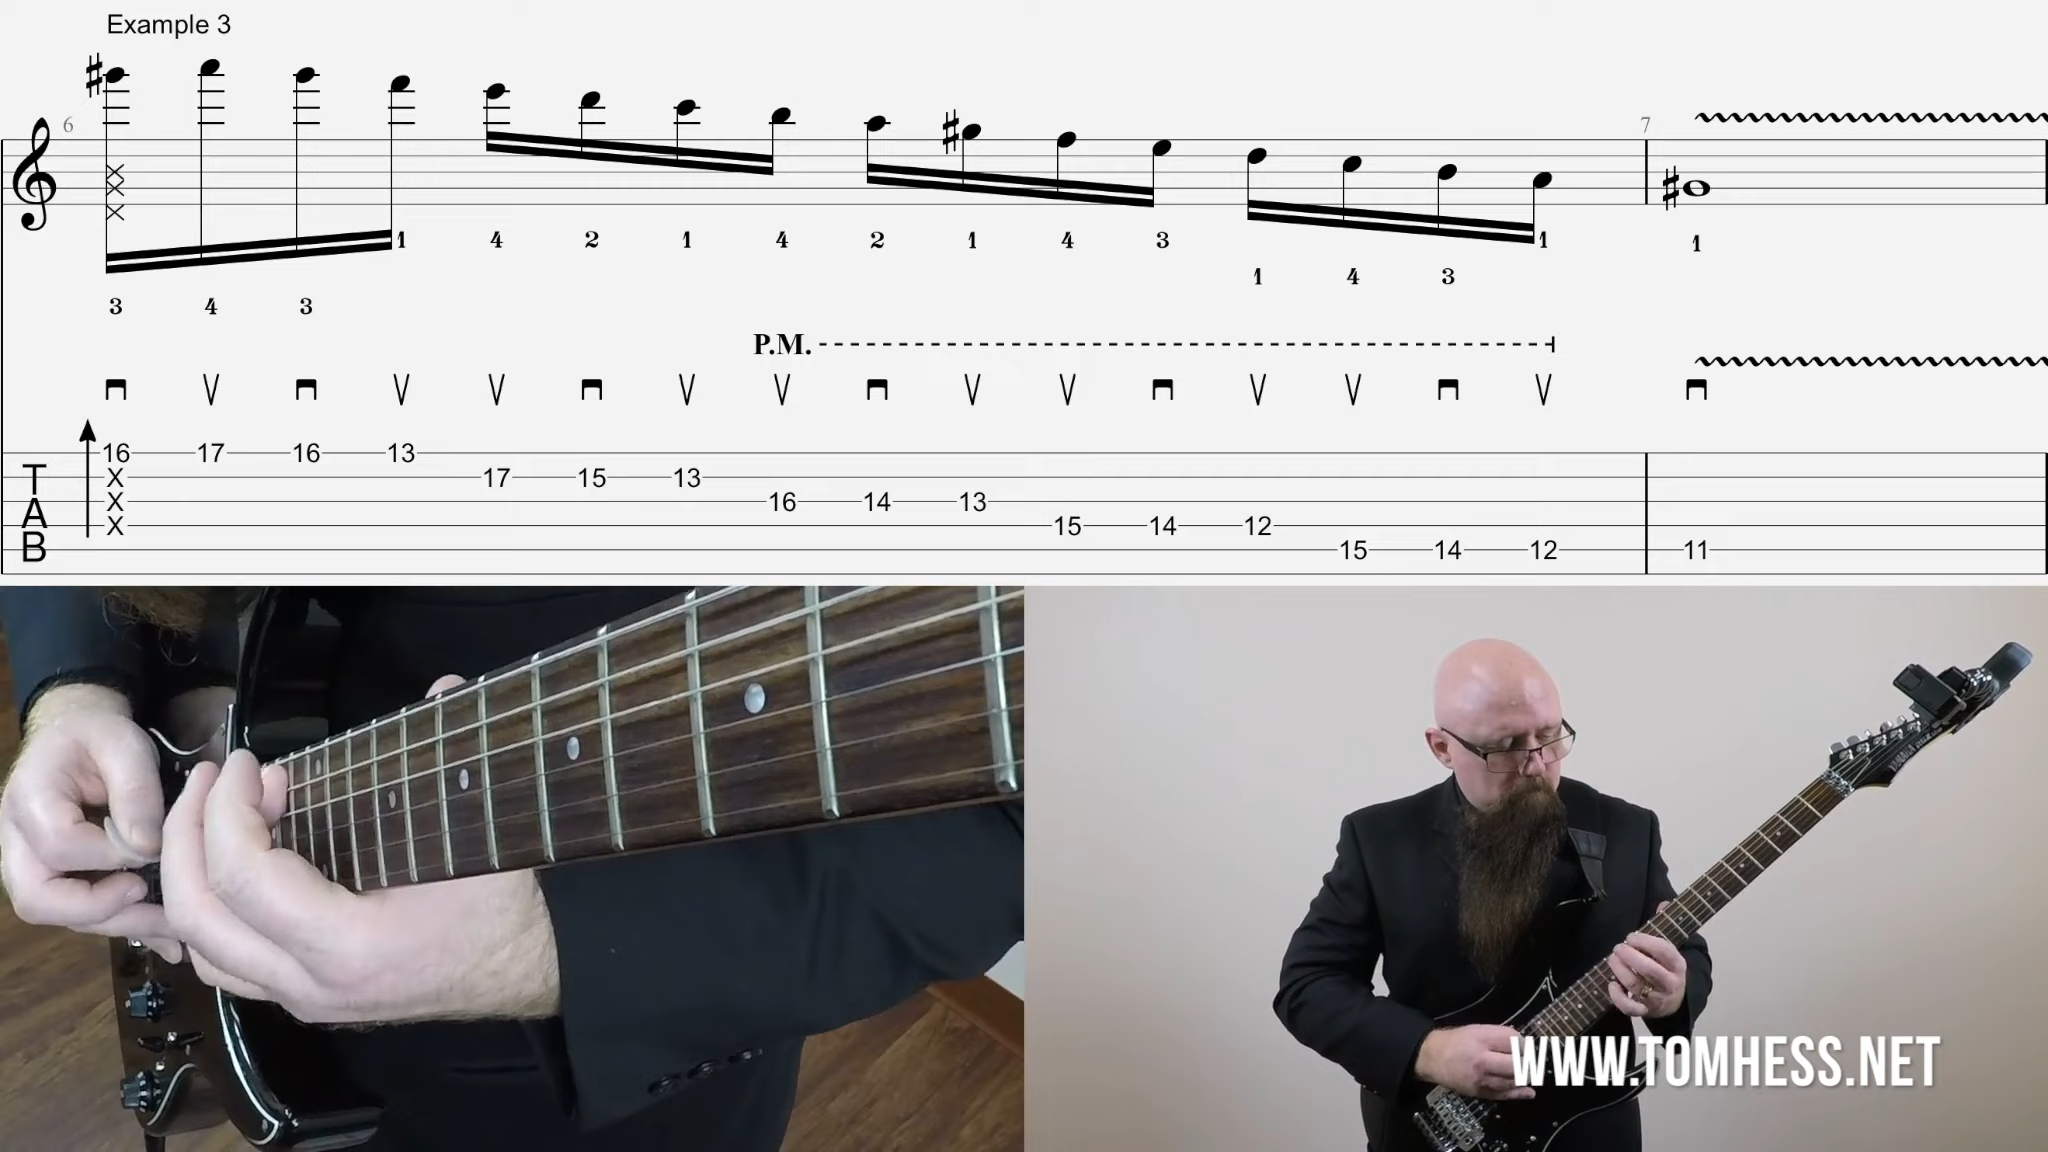 Example 3
6
7
1 4 2 1 4 2 1 4 3 1 1
1 4 3
3 4 3
P.M.
16 17 16 13
T X 17 15 13
X 16 14 13
A X 15 14 12
B 15 14 12 11
WWW.TOMHESS.NET